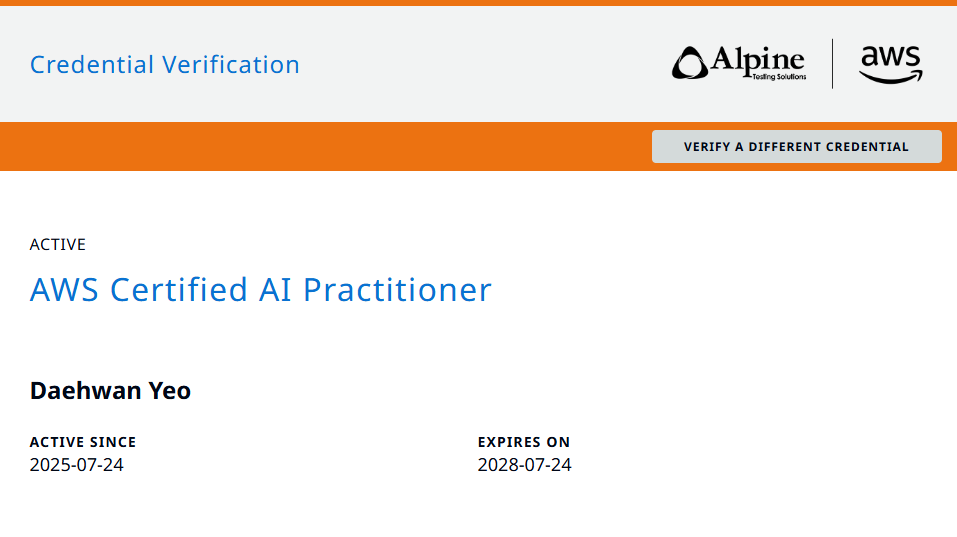 Credential Verification
Alpine
Testing Solutions
aws
VERIFY A DIFFERENT CREDENTIAL
ACTIVE
AWS Certified AI Practitioner
Daehwan Yeo
ACTIVE SINCE
2025-07-24
EXPIRES ON
2028-07-24